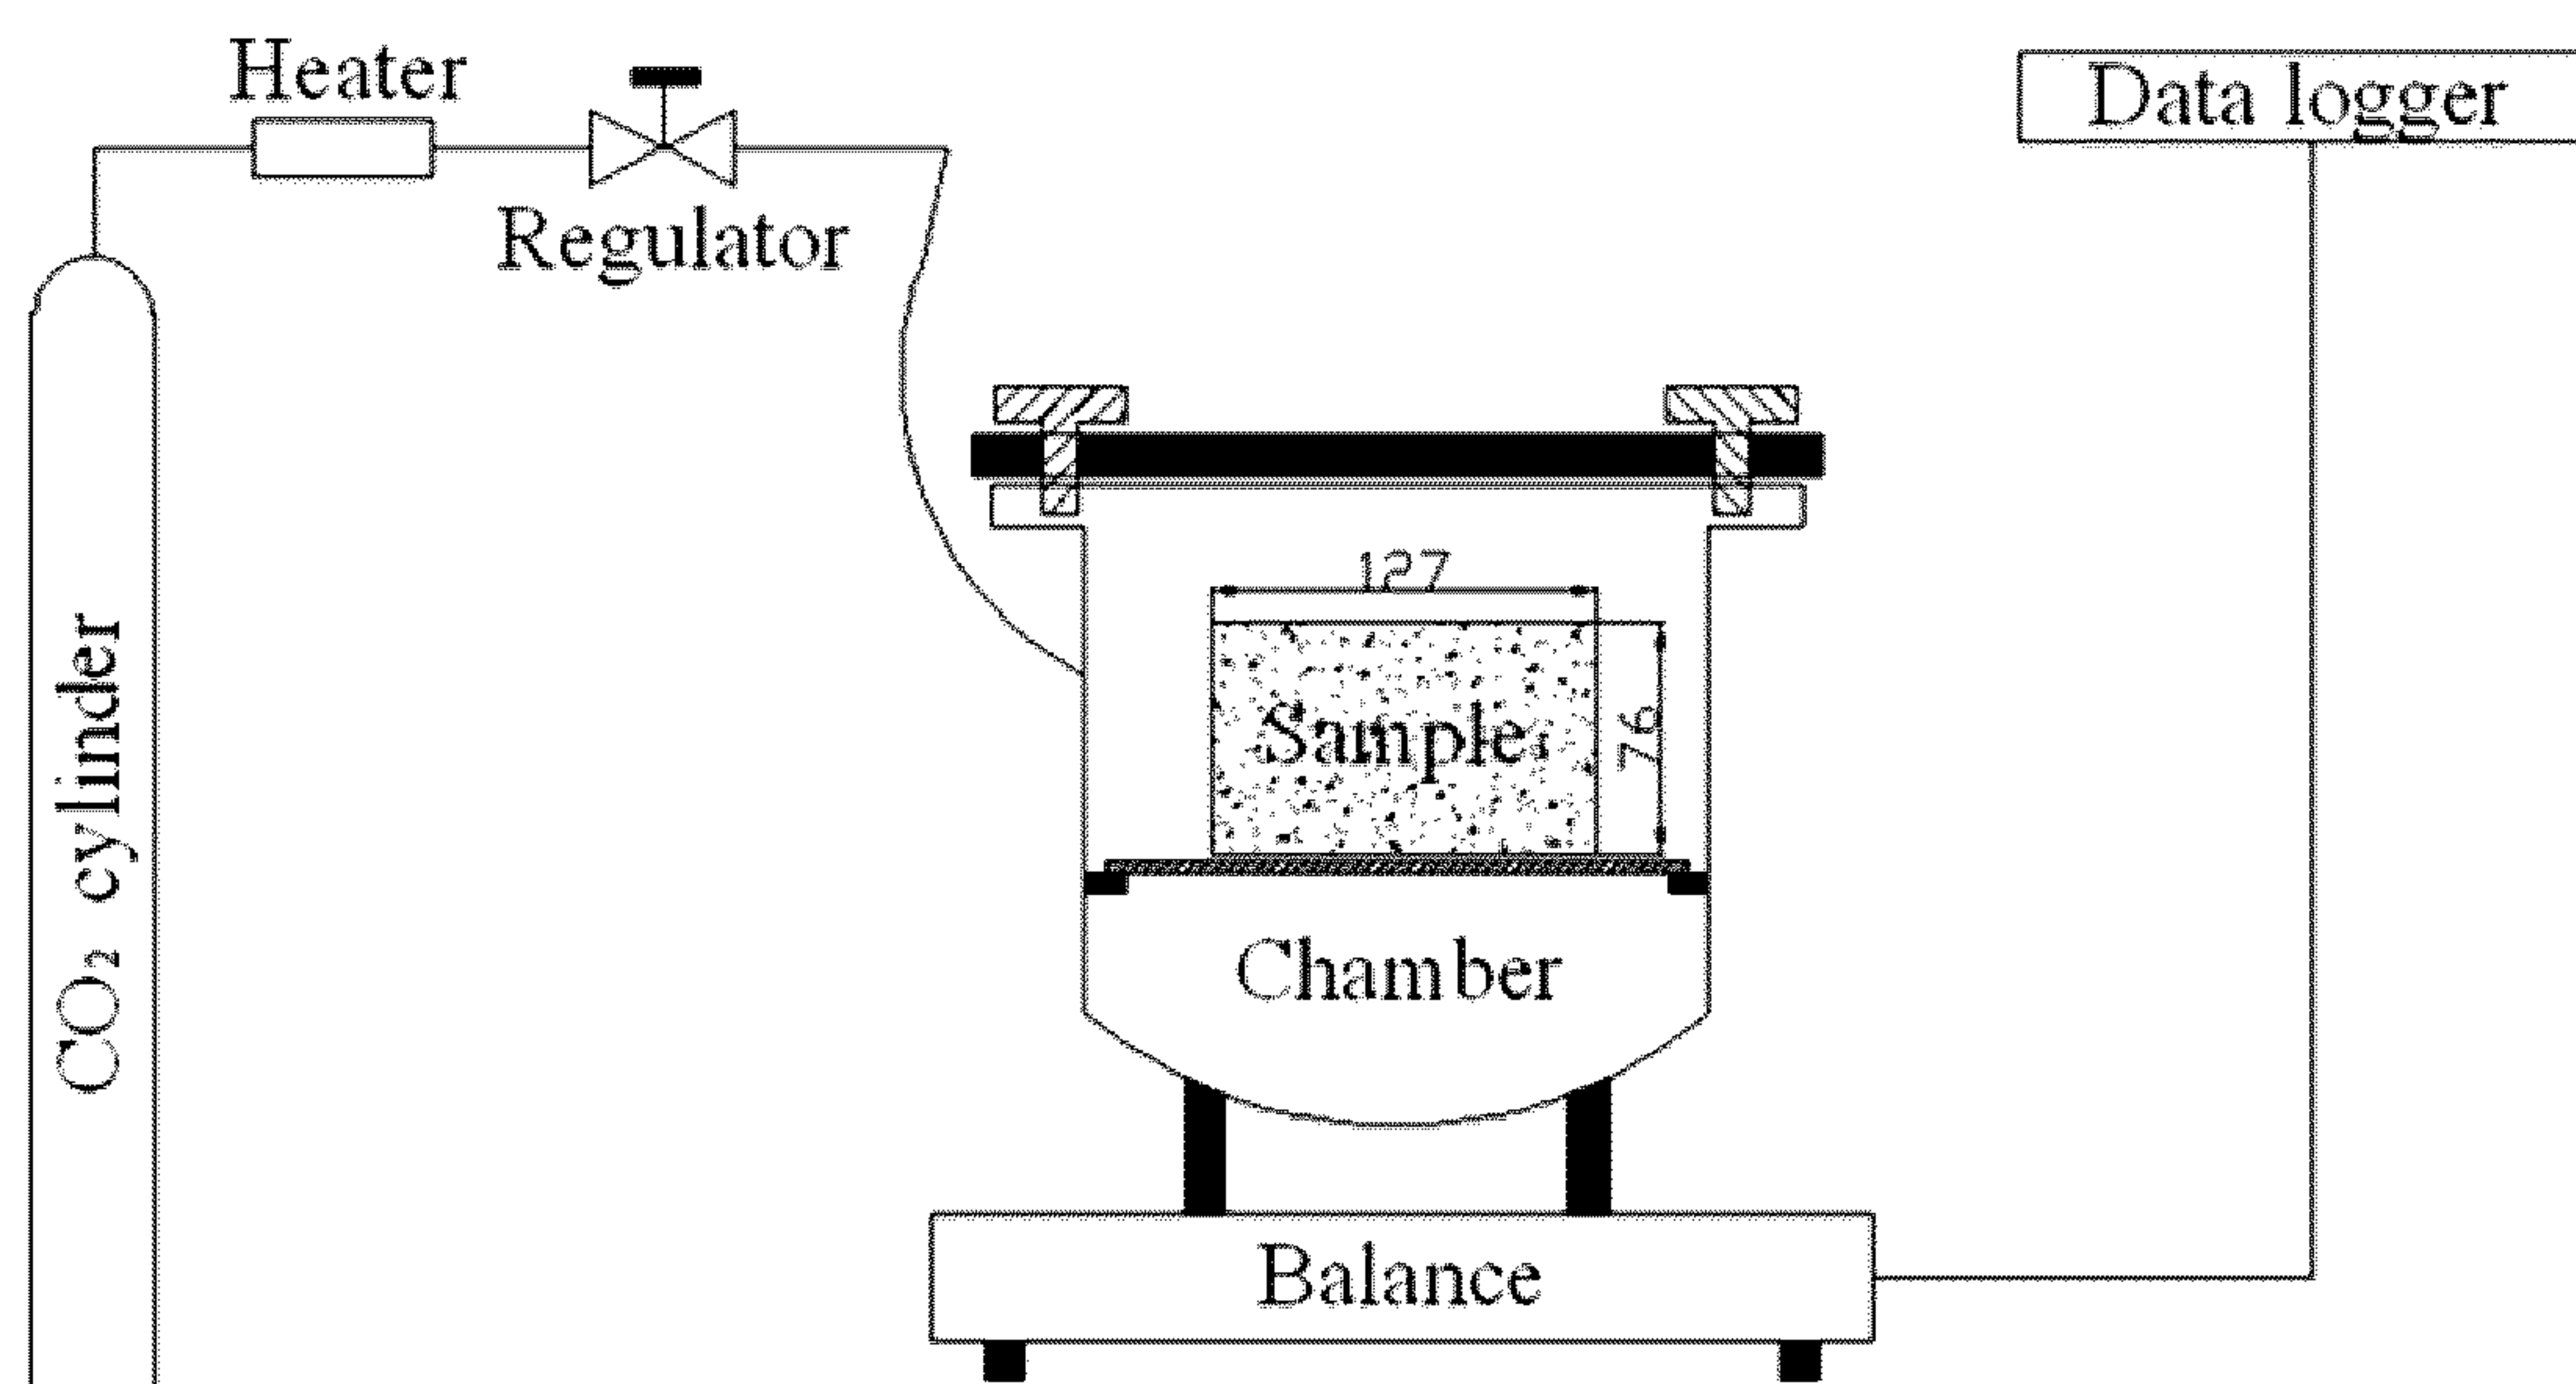 Heater
Data logger
Regulator
127
Sample
76
CO₂ cylinder
Chamber
Balance